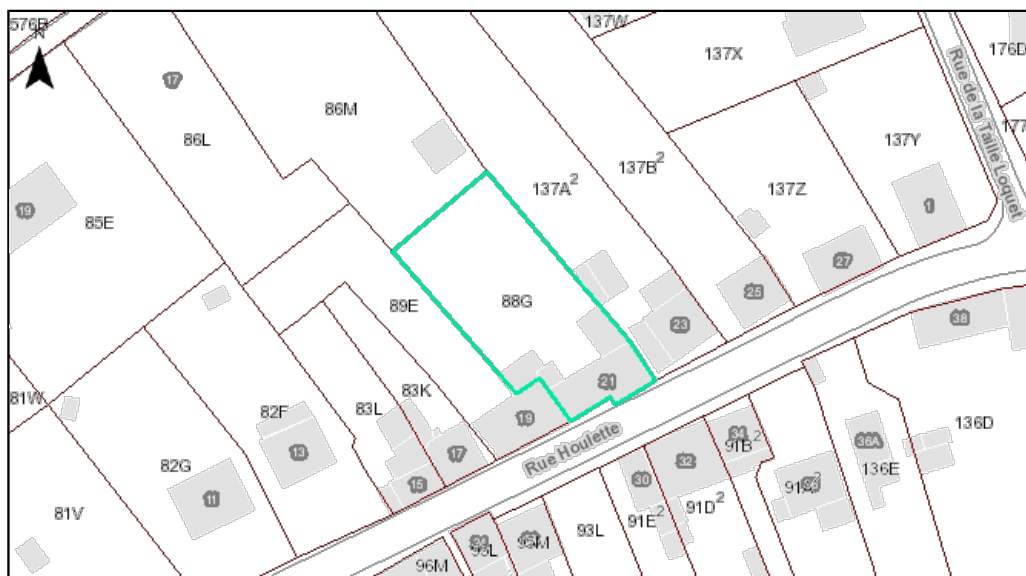 576B
N
137W
137X
176D
17
86M
86L
Rue de la Taille Loquet
177
137Y
137B²
137A²
137Z
19
85E
1
27
89E
88G
25
23
38
83K
21
81W
82F
83L
19
136D
Rue Houlette
31
91B²
36A
13
17
32
82G
15
30
136E
11
91A²
91D²
81V
93L
91E²
96M